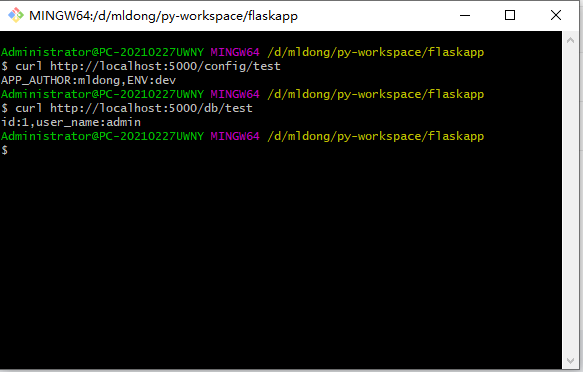 MINGW64:/d/mldong/py-workspace/flaskapp
Administrator@PC-20210227UWNY MINGW64 /d/mldong/py-workspace/flaskapp
$ curl http://localhost:5000/config/test
APP_AUTHOR:mldong,ENV:dev
Administrator@PC-20210227UWNY MINGW64 /d/mldong/py-workspace/flaskapp
$ curl http://localhost:5000/db/test
id:1,user_name:admin
Administrator@PC-20210227UWNY MINGW64 /d/mldong/py-workspace/flaskapp
$